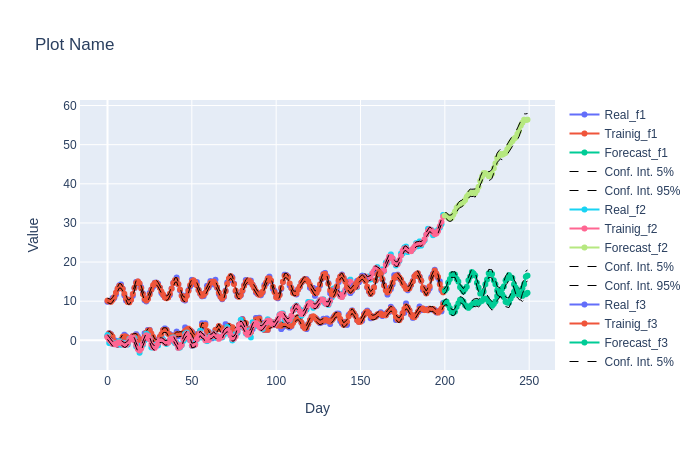 Plot Name
60
50
40
30
20
10
0
Value
0
50
100
150
200
250
Day
Real_f1
Trainig_f1
Forecast_f1
Conf. Int. 5%
Conf. Int. 95%
Real_f2
Trainig_f2
Forecast_f2
Conf. Int. 5%
Conf. Int. 95%
Real_f3
Trainig_f3
Forecast_f3
Conf. Int. 5%